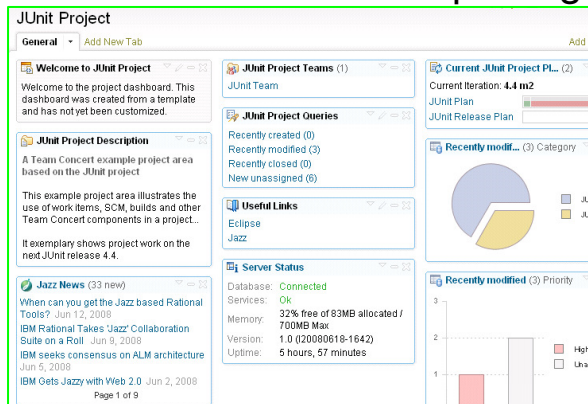 JUnit Project
General
Add New Tab
Add
Welcome to JUnit Project
Welcome to the project dashboard. This
dashboard was created from a template
and has not yet been customized.
JUnit Project Description
A Team Concert example project area
based on the JUnit project
This example project area illustrates the
use of work items, SCM, builds and other
Team Concert components in a project...
It exemplary shows project work on the
next JUnit release 4.4.
Jazz News (33 new)
When can you get the Jazz based Rational
Tools? Jun 12, 2008
IBM Rational Takes 'Jazz' Collaboration
Suite on a Roll Jun 9, 2008
IBM seeks consensus on ALM architecture
Jun 5, 2008
IBM Gets Jazzy with Web 2.0 Jun 2, 2008
Page 1 of 9
JUnit Project Teams (1)
JUnit Team
JUnit Project Queries
Recently created (0)
Recently modified (3)
Recently closed (0)
New unassigned (6)
Useful Links
Eclipse
Jazz
Server Status
Database: Connected
Services: Ok
Memory: 32% free of 83MB allocated /
700MB Max
Version: 1.0 (I20080618-1642)
Uptime: 5 hours, 57 minutes
Current JUnit Project Pl... (2)
Current Iteration: 4.4 m2
JUnit Plan
JUnit Release Plan
Recently modif... (3) Category
JU
JU
Recently modified (3) Priority
3
2
1
High
Una